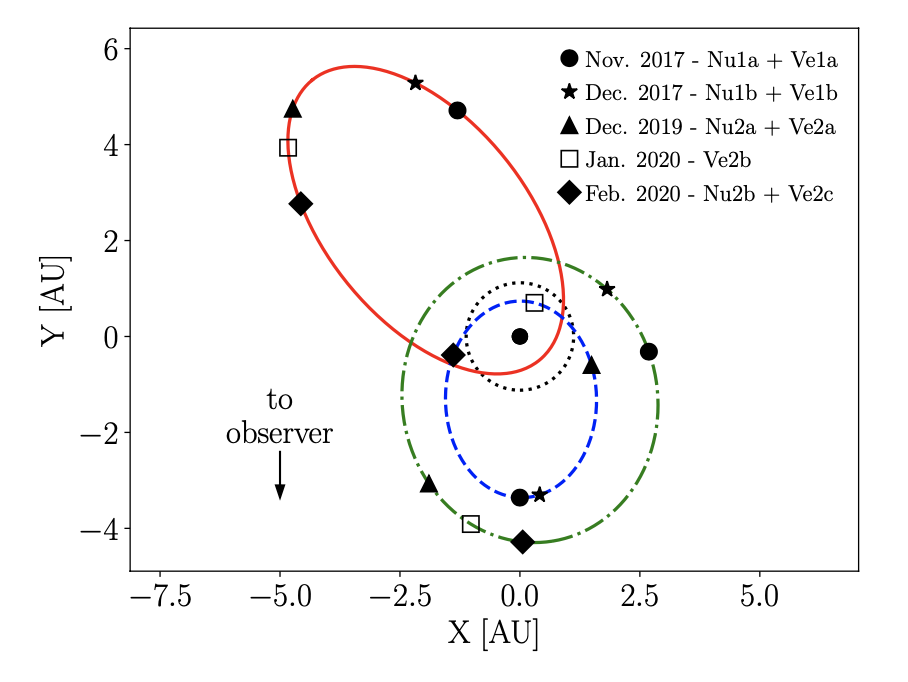 Nov. 2017 - Nu1a + Ve1a
Dec. 2017 - Nu1b + Ve1b
Dec. 2019 - Nu2a + Ve2a
Jan. 2020 - Ve2b
Feb. 2020 - Nu2b + Ve2c
6
4
2
0
−2
−4
Y [AU]
to
observer
−7.5 −5.0 −2.5 0.0 2.5 5.0
X [AU]